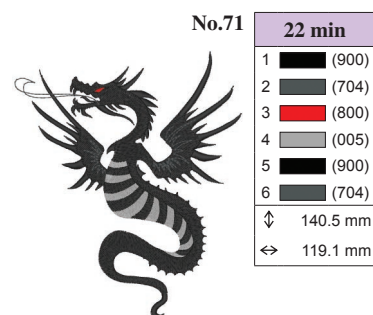 No.71
22 min
1 (900)
2 (704)
3 (800)
4 (005)
5 (900)
6 (704)
↕ 140.5 mm
↔ 119.1 mm